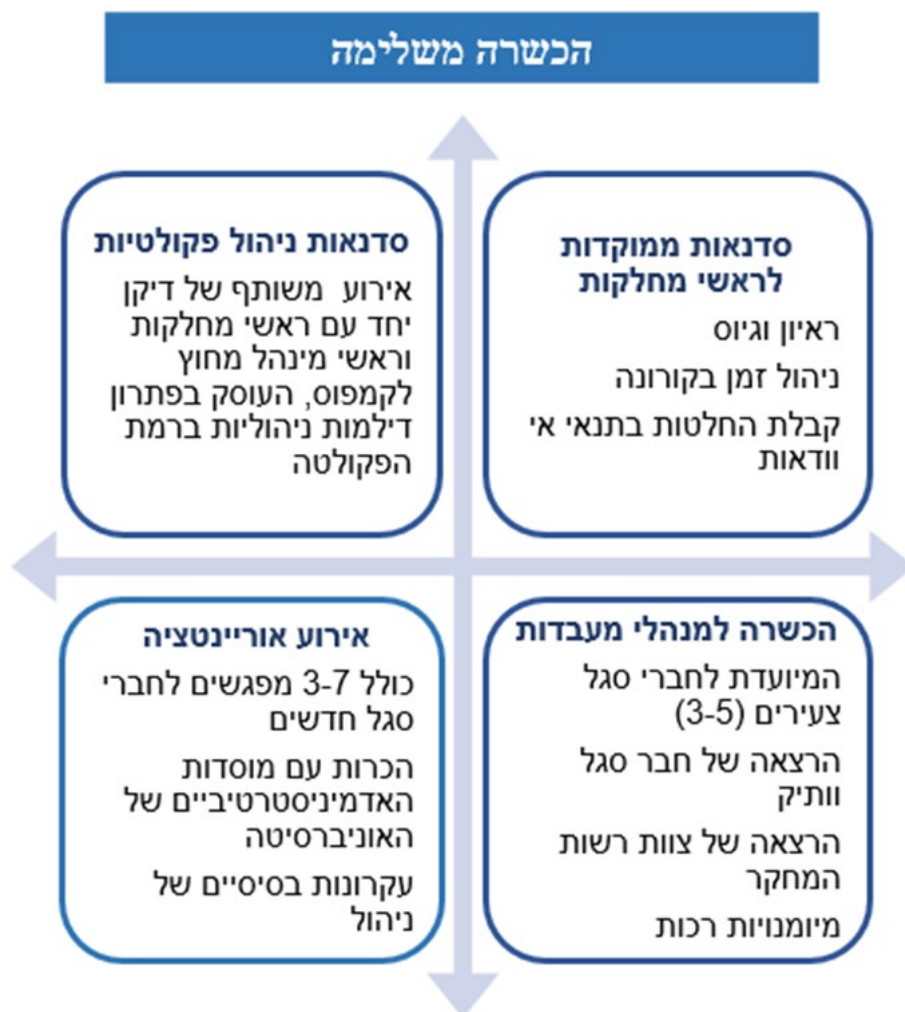 הכשרה משלימה
סדנאות ממוקדות
לראשי מחלקות
ראיון וגיוס
ניהול זמן בקורונה
קבלת החלטות בתנאי אי
וודאות
סדנאות ניהול פקולטיות
אירוע משותף של דיקן
יחד עם ראשי מחלקות
וראשי מינהל מחוץ
לקמפוס, העוסק בפתרון
דילמות ניהוליות ברמת
הפקולטה
הכשרה למנהלי מעבדות
המיועדת לחברי סגל
צעירים (3-5)
הרצאה של חבר סגל
וותיק
הרצאה של צוות רשות
המחקר
מיומנויות רכות
אירוע אוריינטציה
כולל 3-7 מפגשים לחברי
סגל חדשים
הכרות עם מוסדות
האדמיניסטרטיביים של
האוניברסיטה
עקרונות בסיסיים של
ניהול